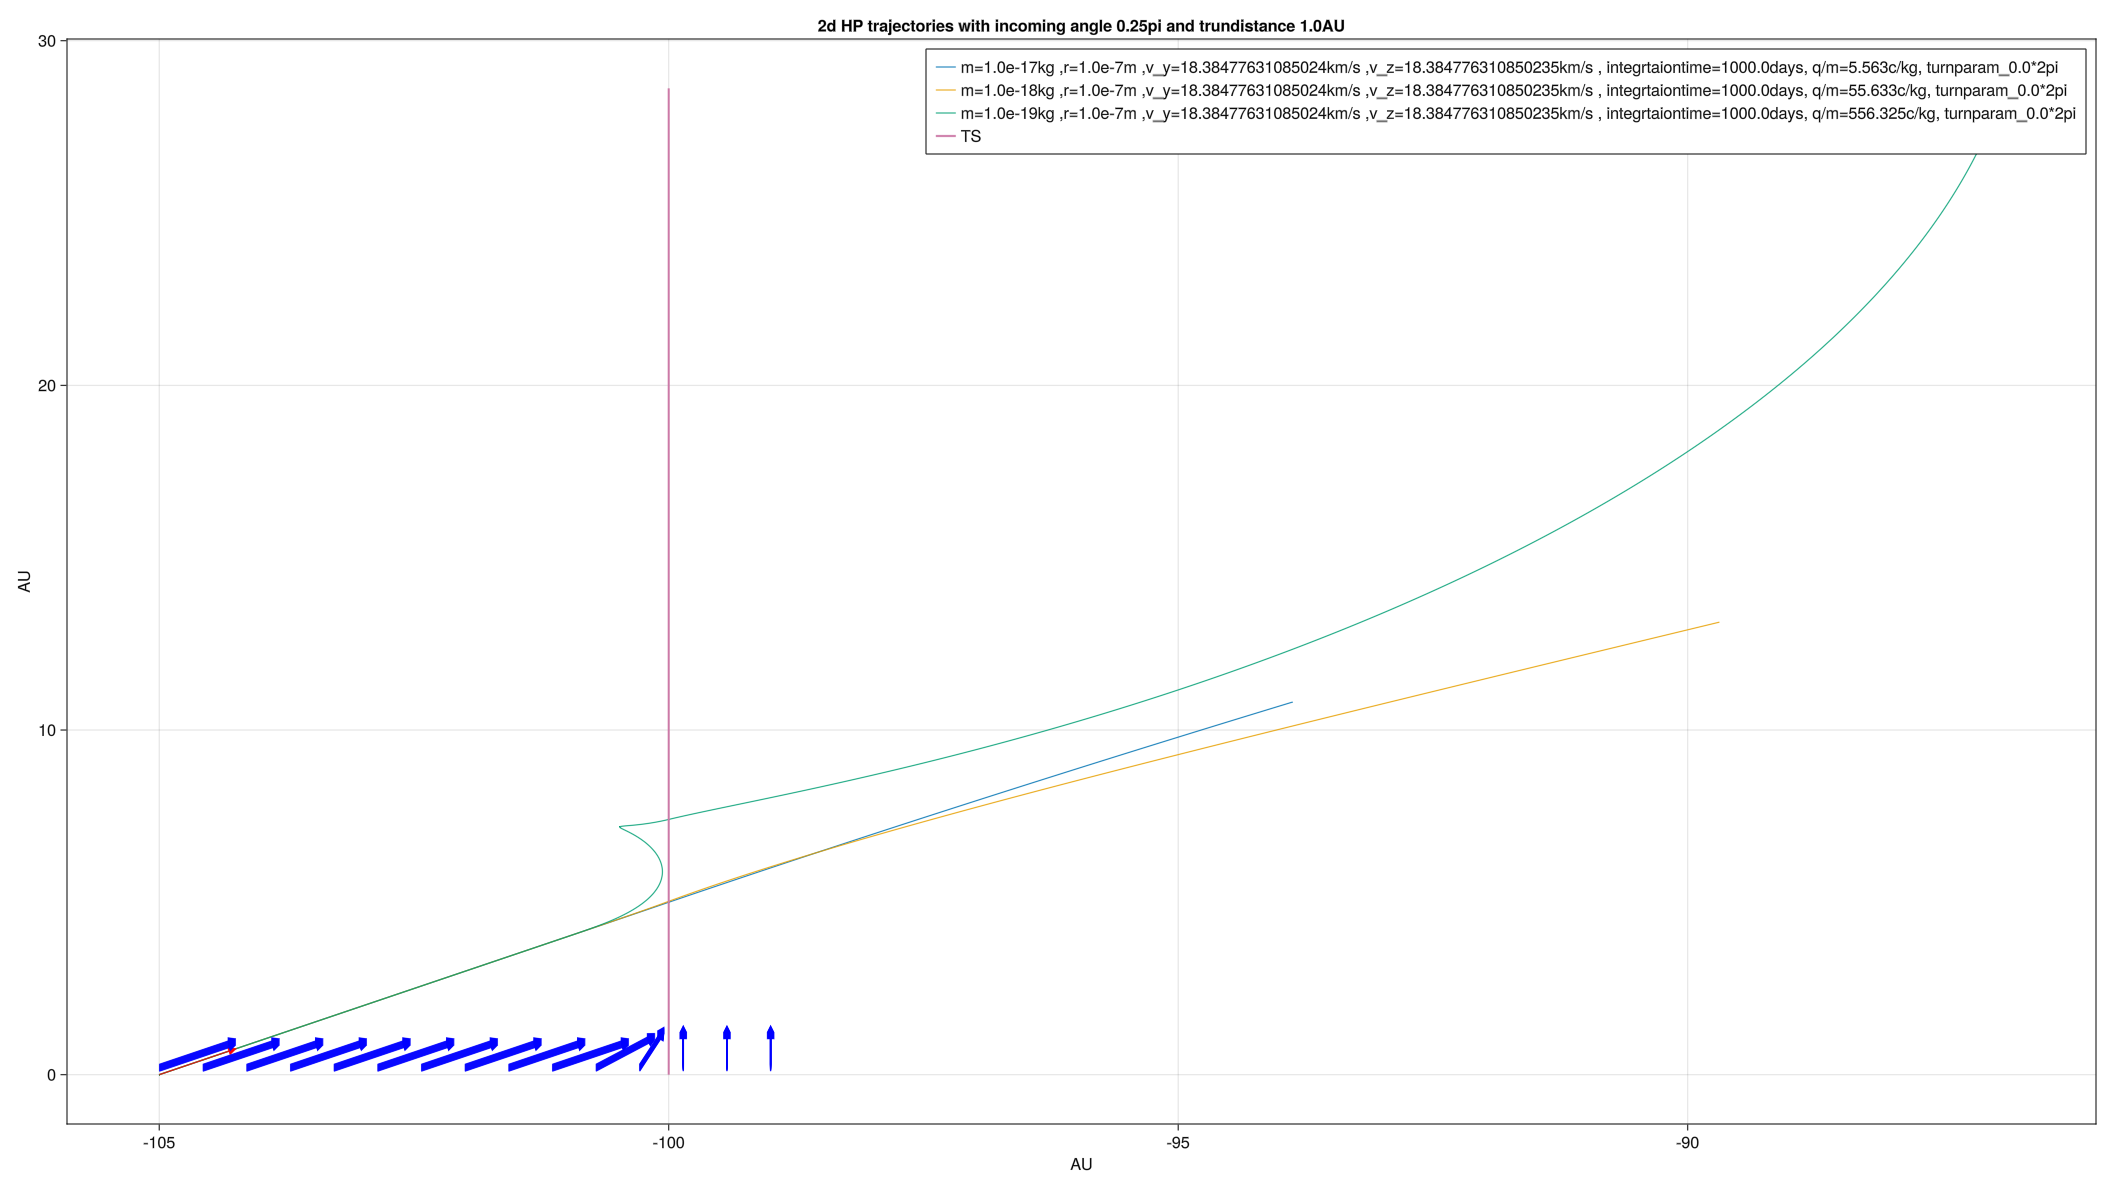 2d HP trajectories with incoming angle 0.25pi and trundistance 1.0AU
30
m=1.0e-17kg ,r=1.0e-7m ,v_y=18.38477631085024km/s ,v_z=18.384776310850235km/s , integrtaiontime=1000.0days, q/m=5.563c/kg, turnparam_0.0*2pi
m=1.0e-18kg ,r=1.0e-7m ,v_y=18.38477631085024km/s ,v_z=18.384776310850235km/s , integrtaiontime=1000.0days, q/m=55.633c/kg, turnparam_0.0*2pi
m=1.0e-19kg ,r=1.0e-7m ,v_y=18.38477631085024km/s ,v_z=18.384776310850235km/s , integrtaiontime=1000.0days, q/m=556.325c/kg, turnparam_0.0*2pi
TS
20
AU
10
0
-105 -100 -95 -90
AU